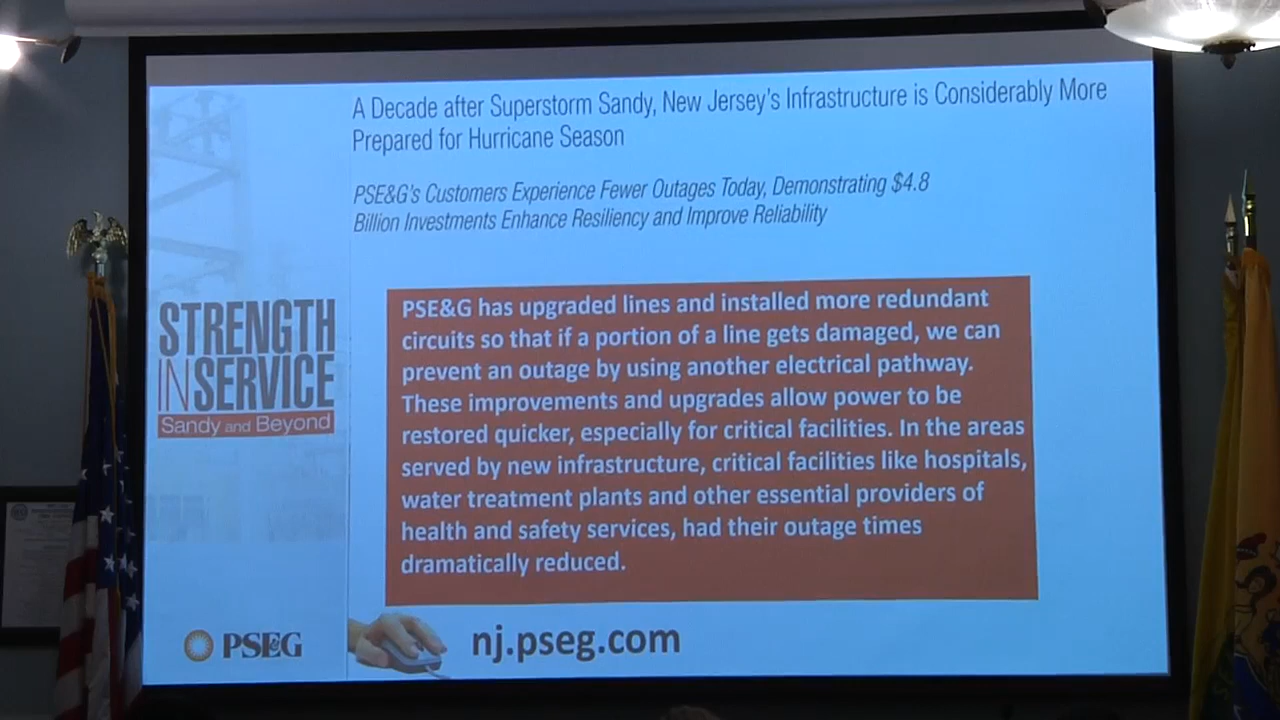 A Decade after Superstorm Sandy, New Jersey's Infrastructure is Considerably More
Prepared for Hurricane Season
PSE&G's Customers Experience Fewer Outages Today, Demonstrating $4.8
Billion Investments Enhance Resiliency and Improve Reliability
STRENGTH
INSERVICE
Sandy and Beyond
PSE&G has upgraded lines and installed more redundant
circuits so that if a portion of a line gets damaged, we can
prevent an outage by using another electrical pathway.
These improvements and upgrades allow power to be
restored quicker, especially for critical facilities. In the areas
served by new infrastructure, critical facilities like hospitals,
water treatment plants and other essential providers of
health and safety services, had their outage times
dramatically reduced.
PSEG
nj.pseg.com